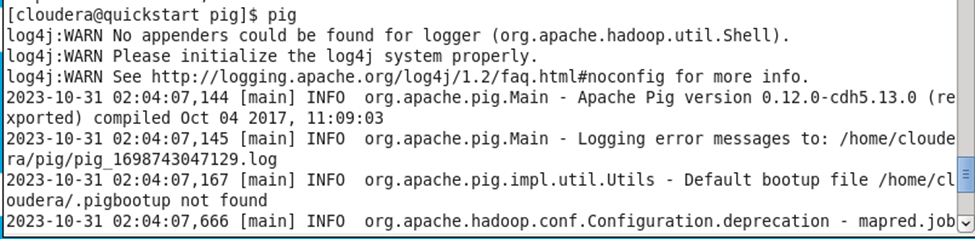 [cloudera@quickstart pig]$ pig
log4j:WARN No appenders could be found for logger (org.apache.hadoop.util.Shell).
log4j:WARN Please initialize the log4j system properly.
log4j:WARN See http://logging.apache.org/log4j/1.2/faq.html#noconfig for more info.
2023-10-31 02:04:07,144 [main] INFO  org.apache.pig.Main - Apache Pig version 0.12.0-cdh5.13.0 (re
xported) compiled Oct 04 2017, 11:09:03
2023-10-31 02:04:07,145 [main] INFO  org.apache.pig.Main - Logging error messages to: /home/cloude
ra/pig/pig_1698743047129.log
2023-10-31 02:04:07,167 [main] INFO  org.apache.pig.impl.util.Utils - Default bootup file /home/cl
oudera/.pigbootup not found
2023-10-31 02:04:07,666 [main] INFO  org.apache.hadoop.conf.Configuration.deprecation - mapred.job